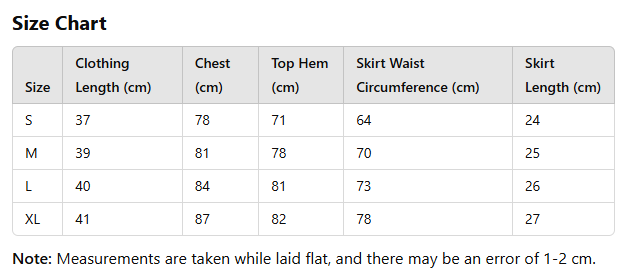 Size Chart
Size Clothing Length (cm) Chest (cm) Top Hem (cm) Skirt Waist Circumference (cm) Skirt Length (cm)
S 37 78 71 64 24
M 39 81 78 70 25
L 40 84 81 73 26
XL 41 87 82 78 27
Note: Measurements are taken while laid flat, and there may be an error of 1-2 cm.